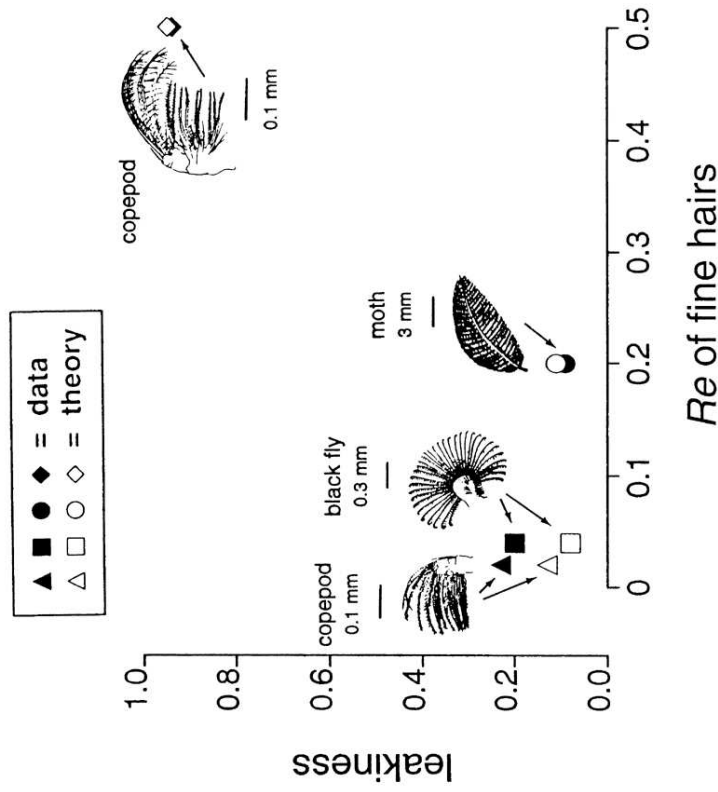 ▲ ■ ● ◆ = data
△ □ ○ ◇ = theory
copepod
0.1 mm
moth
3 mm
black fly
0.3 mm
copepod
0.1 mm
leakiness
1.0
0.8
0.6
0.4
0.2
0.0
0
0.1
0.2
0.3
0.4
0.5
Re of fine hairs